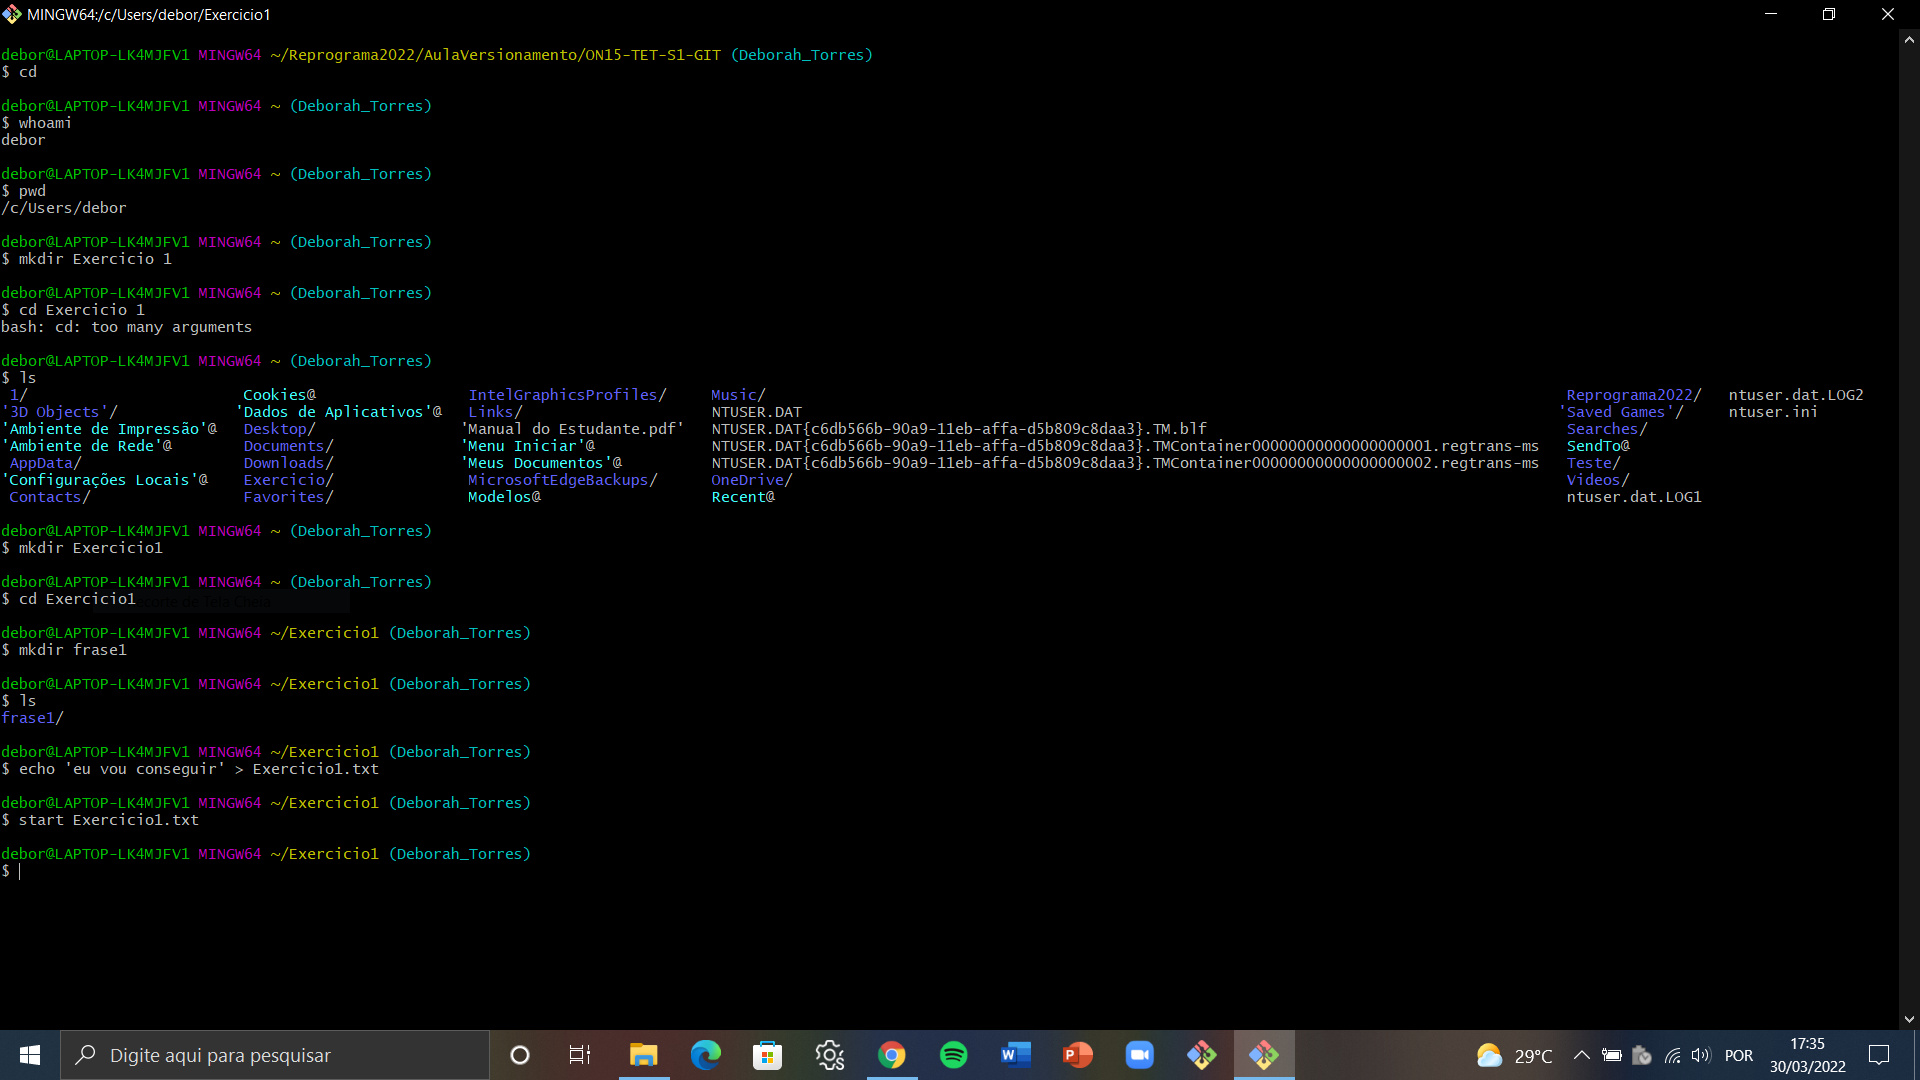 MINGW64:/c/Users/debor/Exercicio1
debor@LAPTOP-LK4MJFV1 MINGW64 ~/Reprograma2022/AulaVersionamento/ON15-TET-S1-GIT (Deborah_Torres)
$ cd
debor@LAPTOP-LK4MJFV1 MINGW64 ~ (Deborah_Torres)
$ whoami
debor
debor@LAPTOP-LK4MJFV1 MINGW64 ~ (Deborah_Torres)
$ pwd
/c/Users/debor
debor@LAPTOP-LK4MJFV1 MINGW64 ~ (Deborah_Torres)
$ mkdir Exercicio 1
debor@LAPTOP-LK4MJFV1 MINGW64 ~ (Deborah_Torres)
$ cd Exercicio 1
bash: cd: too many arguments
debor@LAPTOP-LK4MJFV1 MINGW64 ~ (Deborah_Torres)
$ ls
1/ Cookies@ IntelGraphicsProfiles/ Music/ Reprograma2022/ ntuser.dat.LOG2
'3D Objects'/ 'Dados de Aplicativos'@ Links/ NTUSER.DAT 'Saved Games'/ ntuser.ini
'Ambiente de Impressão'@ Desktop/ 'Manual do Estudante.pdf' NTUSER.DAT{c6db566b-90a9-11eb-affa-d5b809c8daa3}.TM.blf Searches/
'Ambiente de Rede'@ Documents/ 'Menu Iniciar'@ NTUSER.DAT{c6db566b-90a9-11eb-affa-d5b809c8daa3}.TMContainer00000000000000000001.regtrans-ms SendTo@
AppData/ Downloads/ 'Meus Documentos'@ NTUSER.DAT{c6db566b-90a9-11eb-affa-d5b809c8daa3}.TMContainer00000000000000000002.regtrans-ms Teste/
'Configurações Locais'@ Exercicio/ MicrosoftEdgeBackups/ OneDrive/ Videos/
Contacts/ Favorites/ Modelos@ Recent@ ntuser.dat.LOG1
debor@LAPTOP-LK4MJFV1 MINGW64 ~ (Deborah_Torres)
$ mkdir Exercicio1
debor@LAPTOP-LK4MJFV1 MINGW64 ~ (Deborah_Torres)
$ cd Exercicio1
debor@LAPTOP-LK4MJFV1 MINGW64 ~/Exercicio1 (Deborah_Torres)
$ mkdir frase1
debor@LAPTOP-LK4MJFV1 MINGW64 ~/Exercicio1 (Deborah_Torres)
$ ls
frase1/
debor@LAPTOP-LK4MJFV1 MINGW64 ~/Exercicio1 (Deborah_Torres)
$ echo 'eu vou conseguir' > Exercicio1.txt
debor@LAPTOP-LK4MJFV1 MINGW64 ~/Exercicio1 (Deborah_Torres)
$ start Exercicio1.txt
debor@LAPTOP-LK4MJFV1 MINGW64 ~/Exercicio1 (Deborah_Torres)
$
Digite aqui para pesquisar
29°C
POR
17:35
30/03/2022